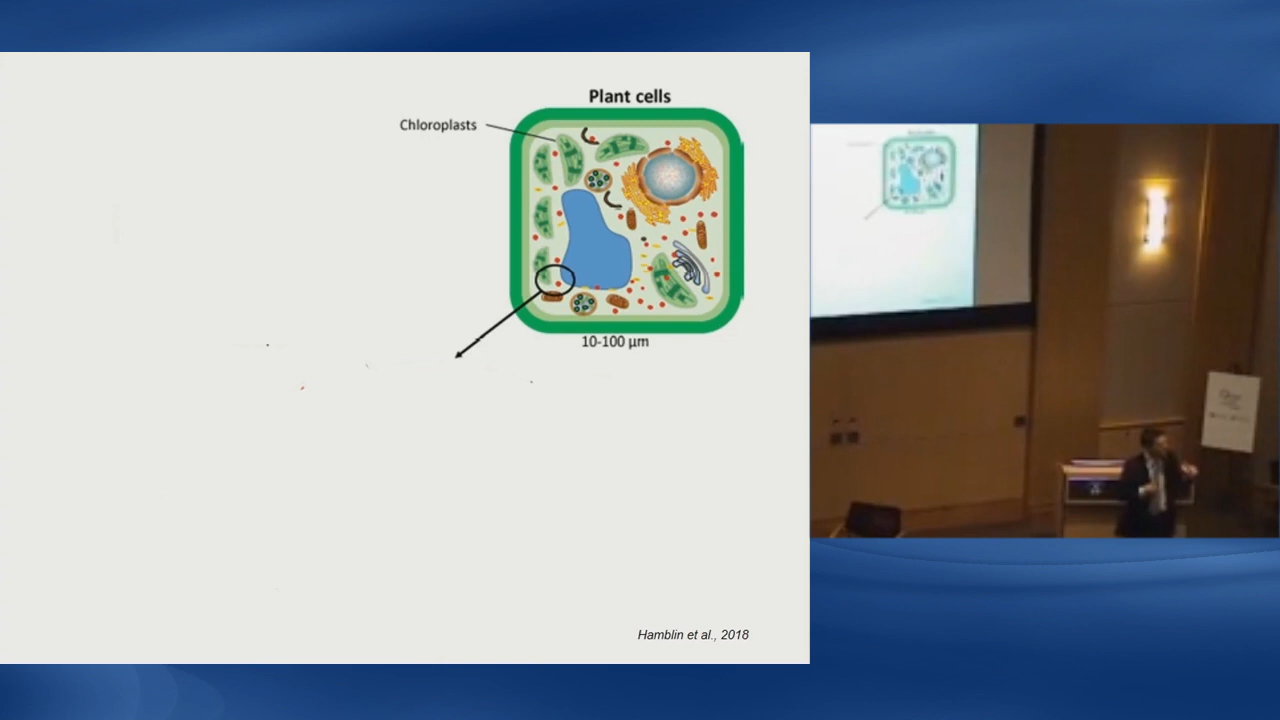 Plant cells
Chloroplasts
10-100 µm
Hamblin et al., 2018